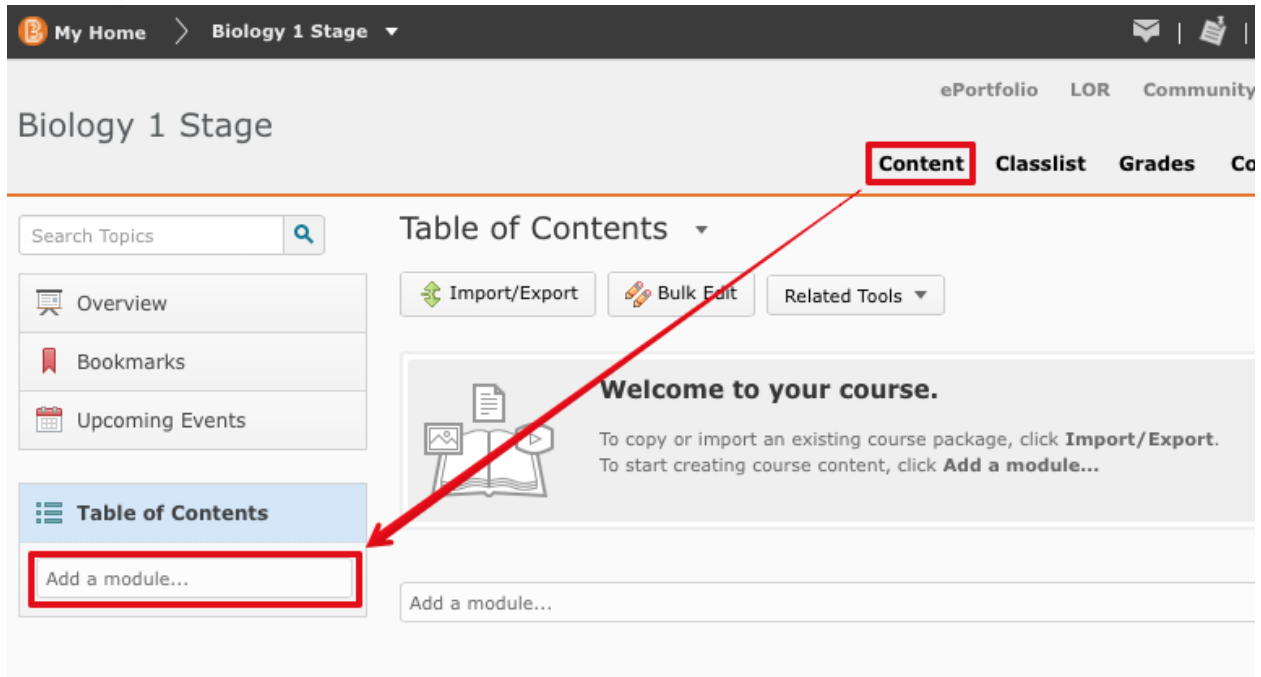 My Home Biology 1 Stage
ePortfolio LOR Community
Biology 1 Stage
Content Classlist Grades Co
Search Topics
Table of Contents
Import/Export Bulk Edit Related Tools
Overview
Bookmarks
Upcoming Events
Welcome to your course.
To copy or import an existing course package, click Import/Export.
To start creating course content, click Add a module...
Table of Contents
Add a module...
Add a module...